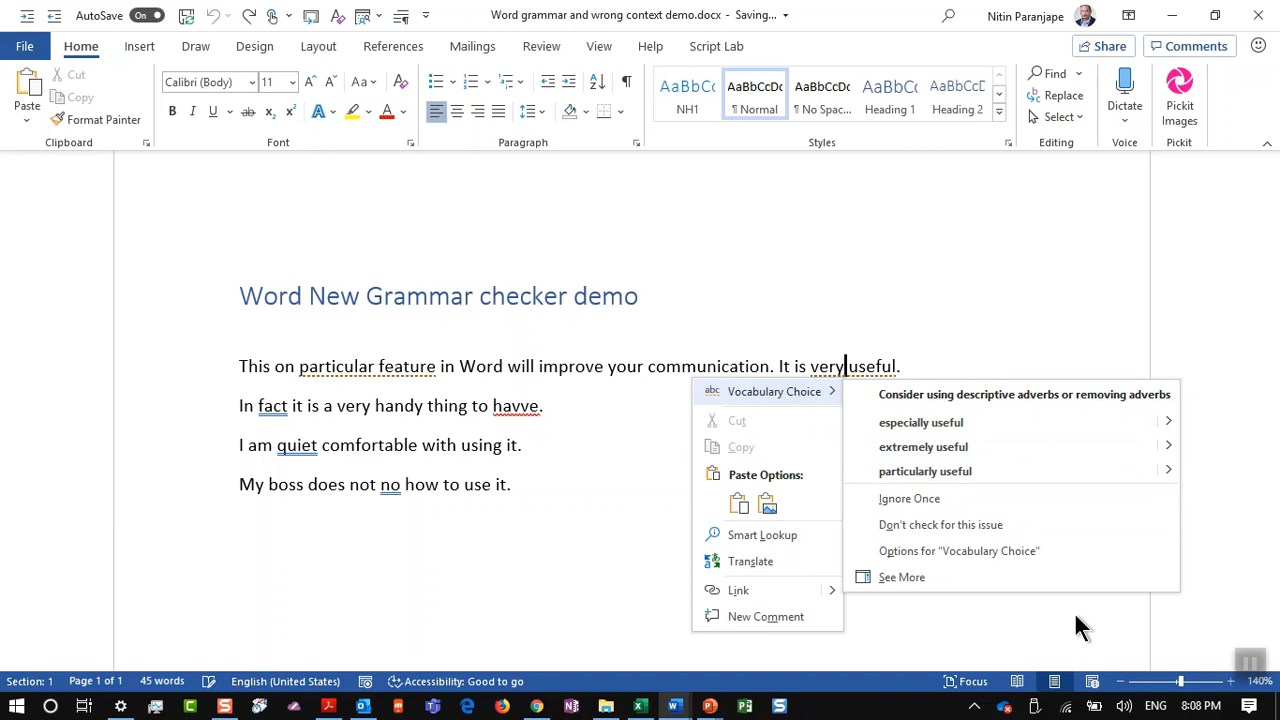 AutoSave On Word grammar and wrong context demo.docx - Saving... Nitin Paranjape
File Home Insert Draw Design Layout References Mailings Review View Help Script Lab Share Comments
Paste Cut Copy Format Painter
Calibri (Body) 11 Aa A
B I U ab x₂ x² A A
AaBbCc NH1 AaBbCcDc ¶ Normal AaBbCcDc ¶ No Spac... AaBbCc Heading 1 AaBbCcD Heading 2
Find Replace Select
Dictate
Pickit Images
Clipboard Font Paragraph Styles Editing Voice Pickit
Word New Grammar checker demo
This on particular feature in Word will improve your communication. It is very useful.
In fact it is a very handy thing to havve.
I am quiet comfortable with using it.
My boss does not no how to use it.
abc Vocabulary Choice
Cut
Copy
Paste Options:
Smart Lookup
Translate
Link
New Comment
Consider using descriptive adverbs or removing adverbs
especially useful
extremely useful
particularly useful
Ignore Once
Don't check for this issue
Options for "Vocabulary Choice"
See More
Section: 1 Page 1 of 1 45 words English (United States) Accessibility: Good to go Focus 140%
ENG 8:08 PM